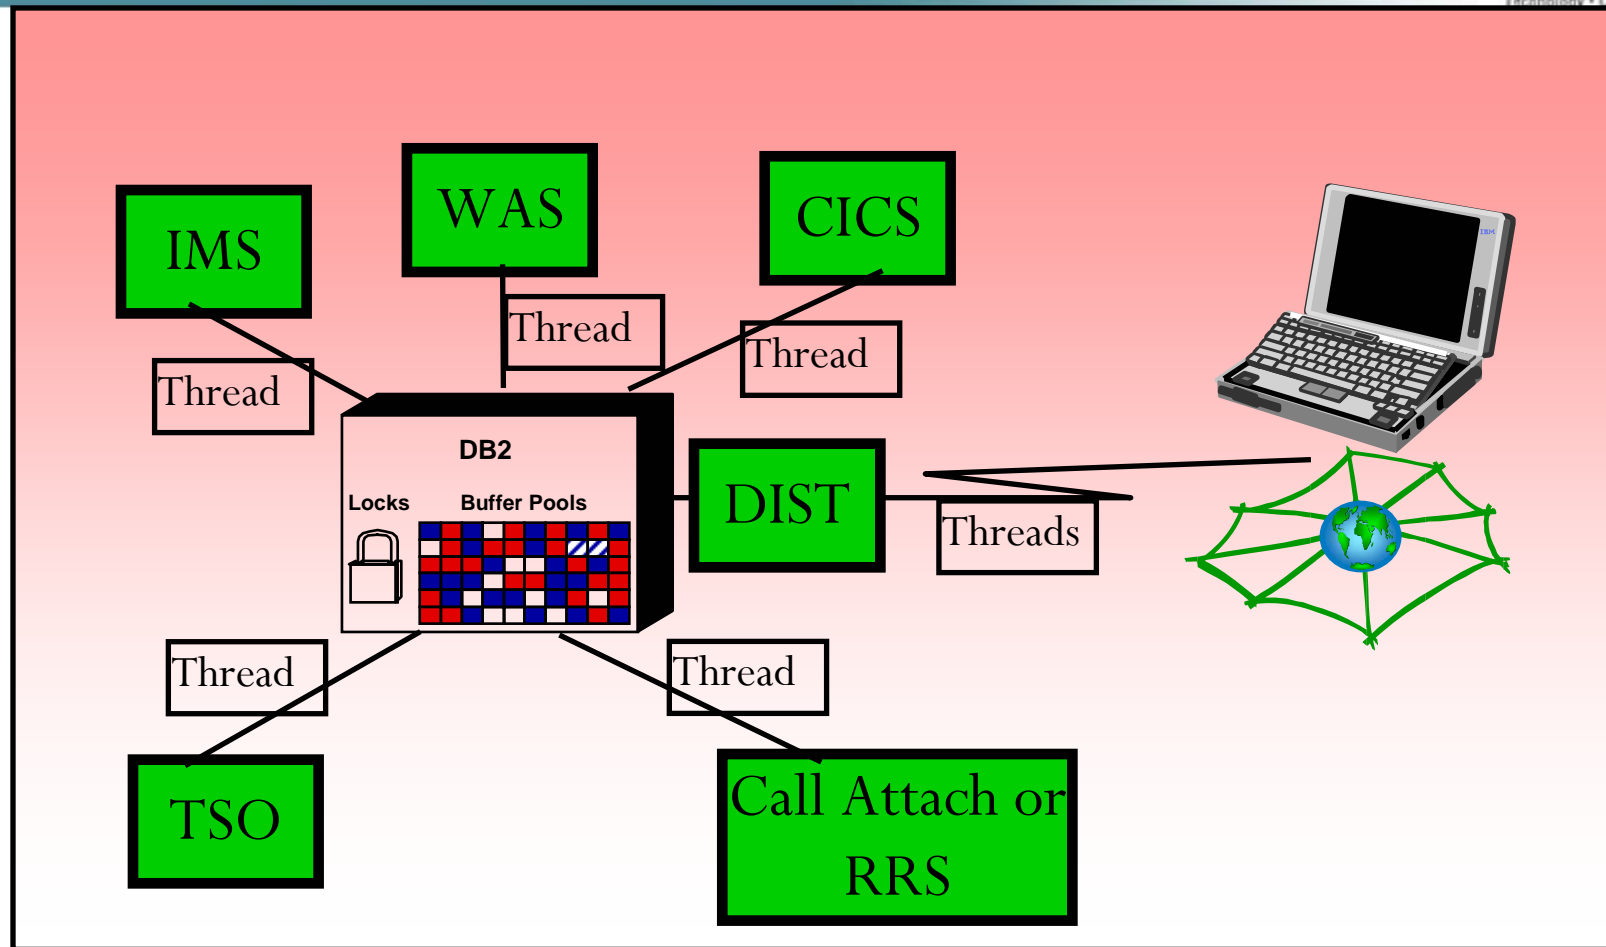 WAS
CICS
IMS
IBM
Thread
Thread
Thread
DB2
Locks
Buffer Pools
DIST
Threads
Thread
Thread
TSO
Call Attach or
RRS